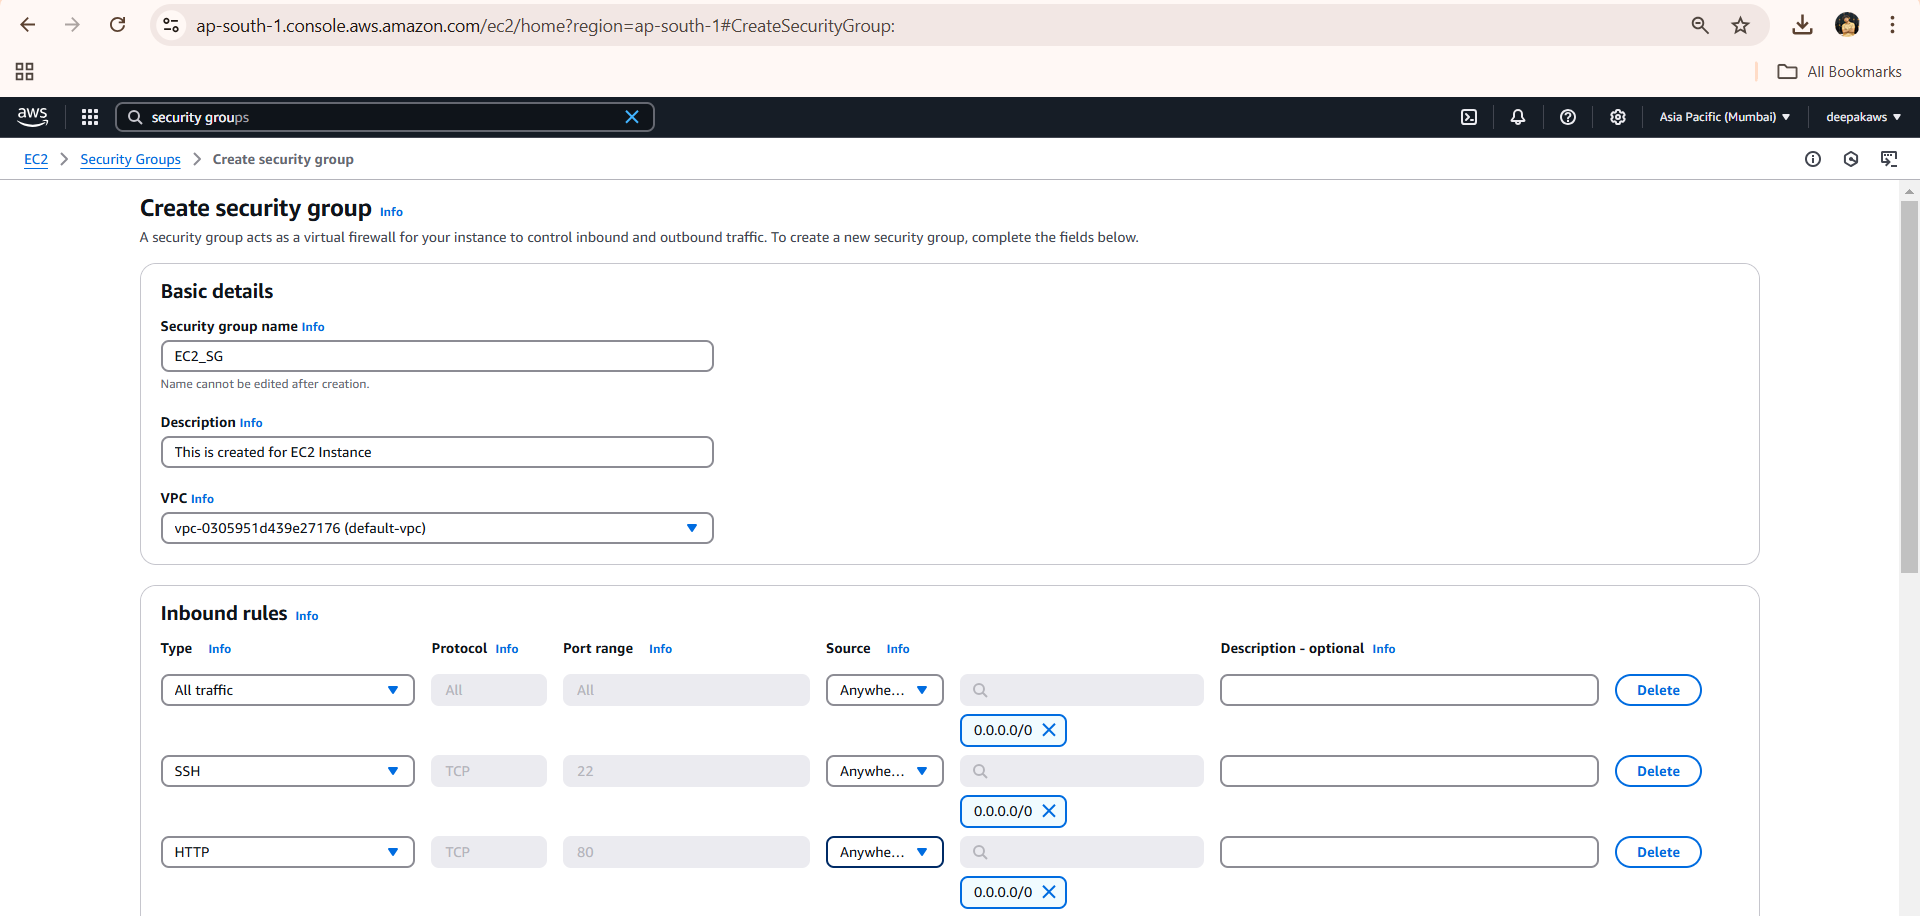 ap-south-1.console.aws.amazon.com/ec2/home?region=ap-south-1#CreateSecurityGroup:
All Bookmarks
aws
security groups
Asia Pacific (Mumbai)
deepakaws
EC2 > Security Groups > Create security group
Create security group Info
A security group acts as a virtual firewall for your instance to control inbound and outbound traffic. To create a new security group, complete the fields below.
Basic details
Security group name Info
EC2_SG
Name cannot be edited after creation.
Description Info
This is created for EC2 Instance
VPC Info
vpc-0305951d439e27176 (default-vpc)
Inbound rules Info
Type Info Protocol Info Port range Info Source Info Description - optional Info
All traffic All All Anywhe... Delete
0.0.0.0/0
SSH TCP 22 Anywhe... Delete
0.0.0.0/0
HTTP TCP 80 Anywhe... Delete
0.0.0.0/0